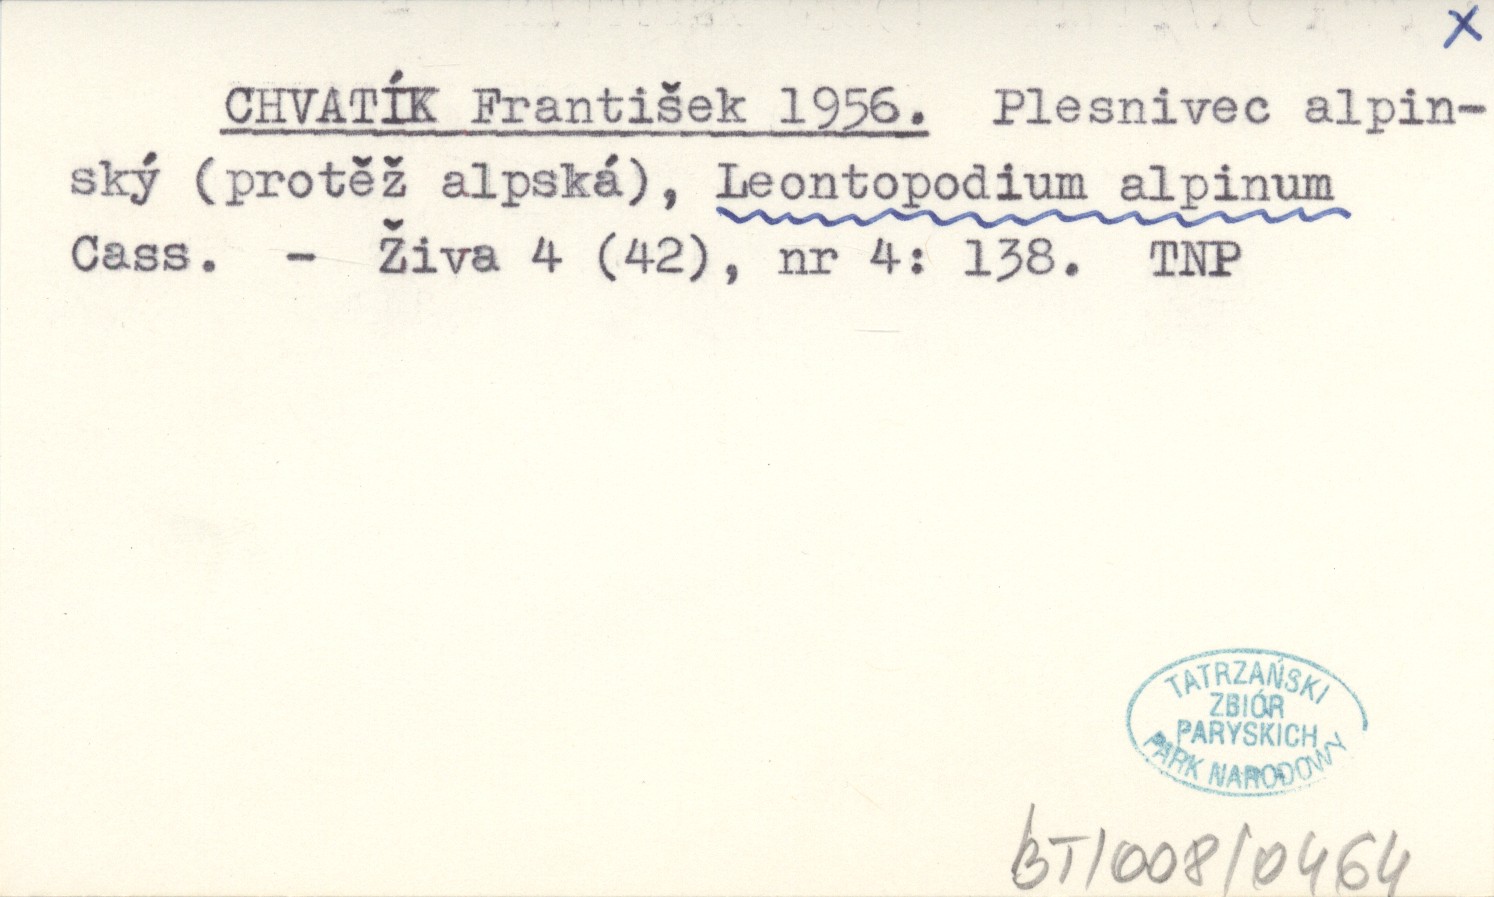 x
CHVATÍK František 1956. Plesnivec alpin-
ský (protěž alpská), Leontopodium alpinum
Cass. - Živa 4 (42), nr 4: 138. TNP
TATRZAŃSKI
ZBIÓR
PARYSKICH
PARK NARODOWY
BT/008/0464